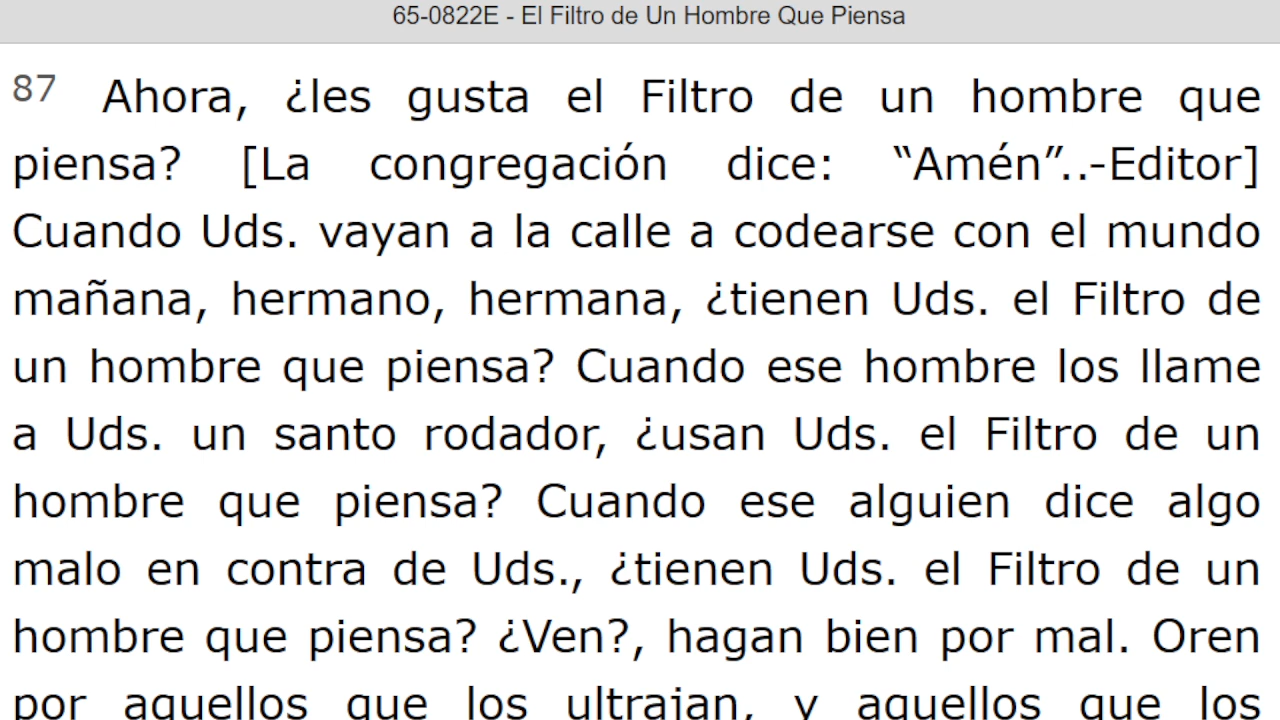 65-0822E - El Filtro de Un Hombre Que Piensa
87 Ahora, ¿les gusta el Filtro de un hombre que
piensa? [La congregación dice: “Amén”..-Editor]
Cuando Uds. vayan a la calle a codearse con el mundo
mañana, hermano, hermana, ¿tienen Uds. el Filtro de
un hombre que piensa? Cuando ese hombre los llame
a Uds. un santo rodador, ¿usan Uds. el Filtro de un
hombre que piensa? Cuando ese alguien dice algo
malo en contra de Uds., ¿tienen Uds. el Filtro de un
hombre que piensa? ¿Ven?, hagan bien por mal. Oren
por aquellos que los ultrajan, y aquellos que los